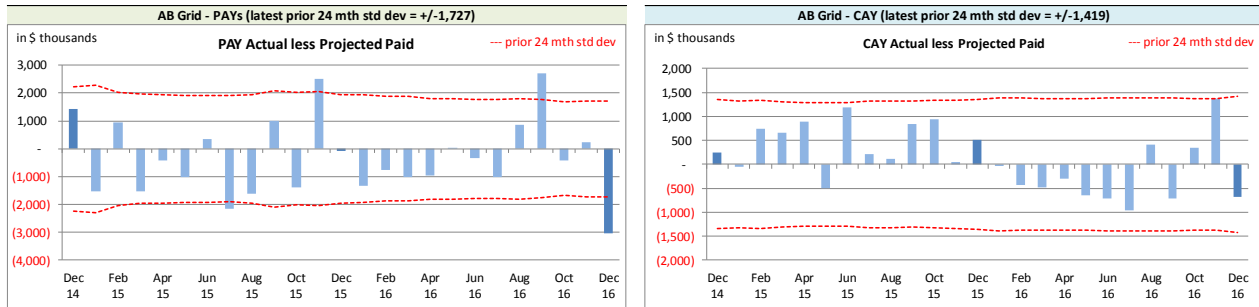 AB Grid - PAYs (latest prior 24 mth std dev = +/-1,727)
in $ thousands
PAY Actual less Projected Paid
--- prior 24 mth std dev
3,000
2,000
1,000
-
(1,000)
(2,000)
(3,000)
(4,000)
Dec Feb Apr Jun Aug Oct Dec Feb Apr Jun Aug Oct Dec
14 15 15 15 15 15 15 16 16 16 16 16 16
AB Grid - CAY (latest prior 24 mth std dev = +/-1,419)
in $ thousands
CAY Actual less Projected Paid
--- prior 24 mth std dev
2,000
1,500
1,000
500
-
(500)
(1,000)
(1,500)
(2,000)
Dec Feb Apr Jun Aug Oct Dec Feb Apr Jun Aug Oct Dec
14 15 15 15 15 15 15 16 16 16 16 16 16